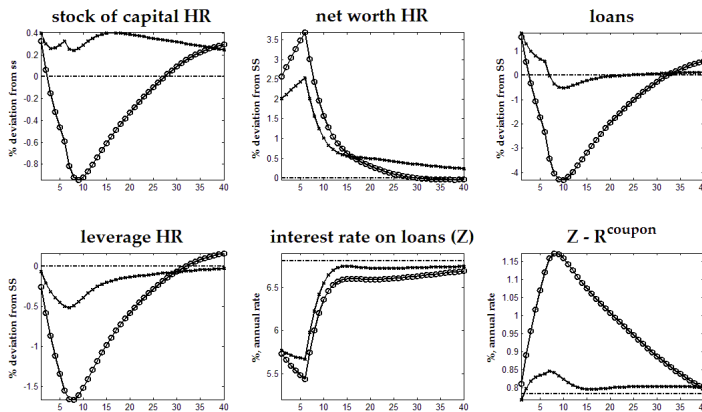 stock of capital HR
net worth HR
loans
% deviation from ss
0.4
0.2
0
-0.2
-0.4
-0.6
-0.8
5 10 15 20 25 30 35 40
% deviation from SS
3.5
3
2.5
2
1.5
1
0.5
0
5 10 15 20 25 30 35 40
% deviation from SS
1
0
-1
-2
-3
-4
5 10 15 20 25 30 35 40
leverage HR
interest rate on loans (Z)
Z - R^coupon
% deviation from SS
0
-0.5
-1
-1.5
5 10 15 20 25 30 35 40
%, annual rate
6.5
6
5.5
5 10 15 20 25 30 35 40
%, annual rate
1.15
1.1
1.05
1
0.95
0.9
0.85
0.8
5 10 15 20 25 30 35 40